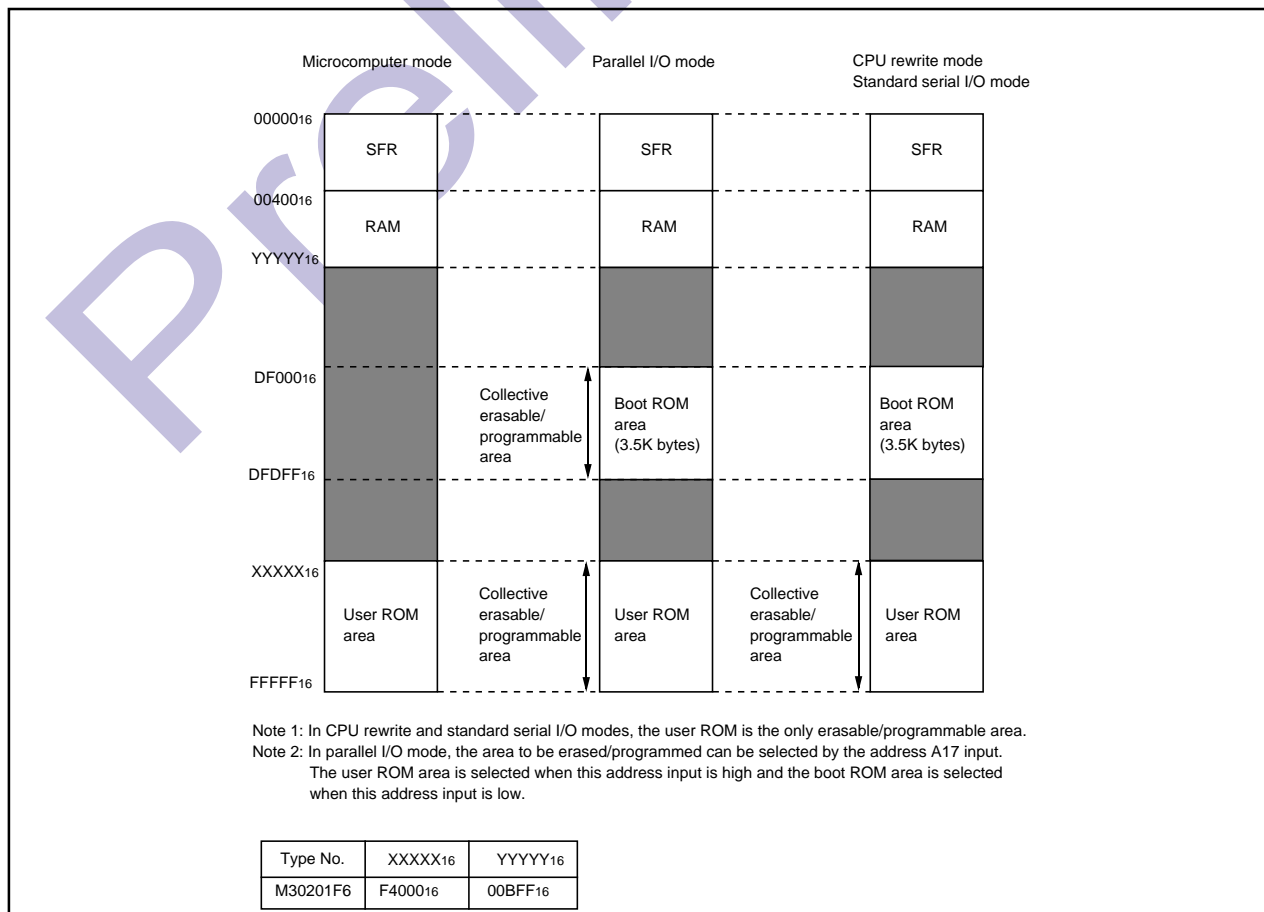 Microcomputer mode
Parallel I/O mode
CPU rewrite mode
Standard serial I/O mode
0000016
SFR
SFR
SFR
0040016
RAM
RAM
RAM
YYYYY16
DF00016
Collective
erasable/
programmable
area
Boot ROM
area
(3.5K bytes)
Boot ROM
area
(3.5K bytes)
DFDFF16
XXXXX16
User ROM
area
Collective
erasable/
programmable
area
User ROM
area
Collective
erasable/
programmable
area
User ROM
area
FFFFF16
Note 1: In CPU rewrite and standard serial I/O modes, the user ROM is the only erasable/programmable area.
Note 2: In parallel I/O mode, the area to be erased/programmed can be selected by the address A17 input.
The user ROM area is selected when this address input is high and the boot ROM area is selected
when this address input is low.
Type No. XXXXX16 YYYYY16
M30201F6 F400016 00BFF16